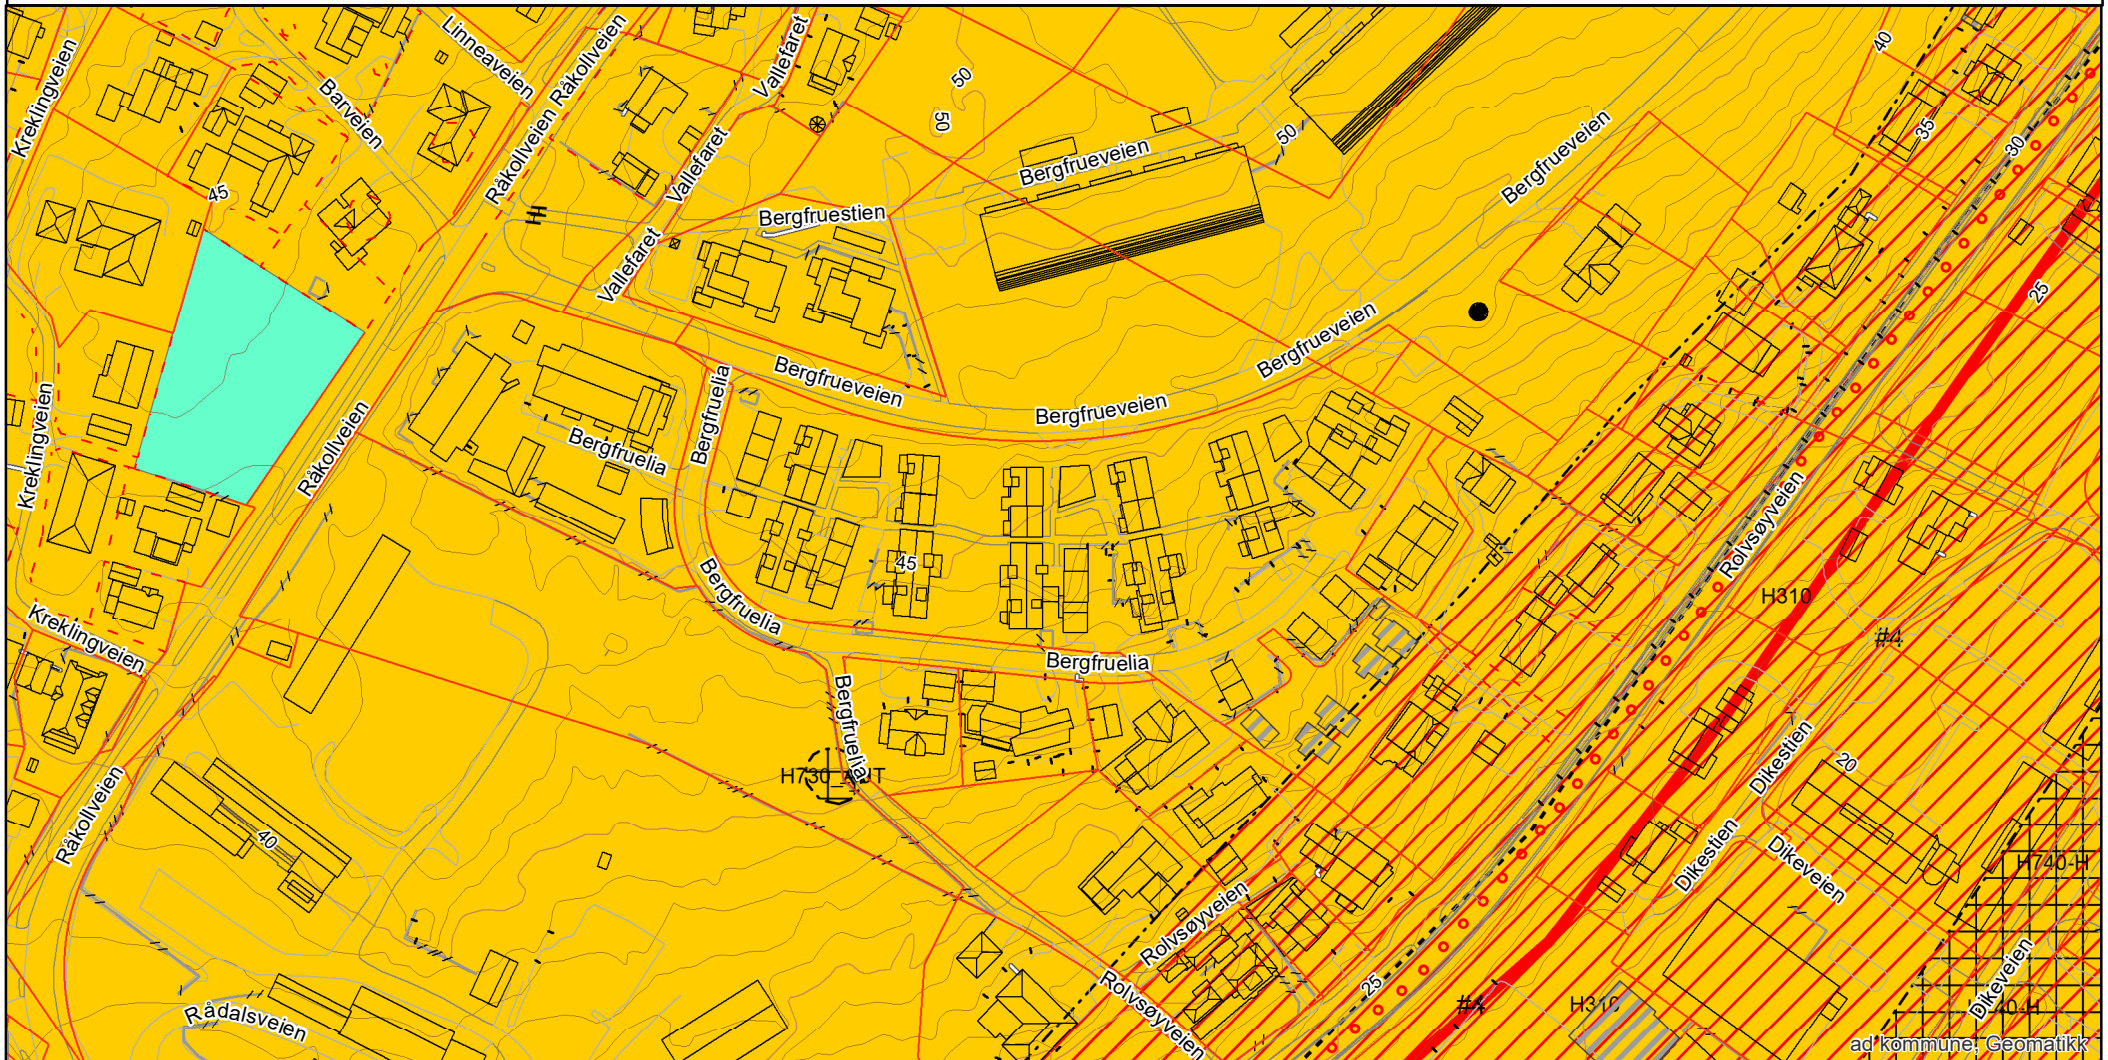 Linneaveien
Råkollveien
Vallefaret
Kreklingveien
Barveien
50
50
40
35
30
Råkollveien
Vallefaret
50
Bergfrueveien
Bergfrueveien
45
Bergfruestien
Vallefaret
25
Bergfrueveien
Bergfruelia
Bergfrueveien
Bergfrueveien
Kreklingveien
Råkollveien
Bergfruelia
Rolvsøyveien
45
Bergfruelia
H310
#4
Kreklingveien
Bergfruelia
Bergfruelia
Råkollveien
H730
Dikestien
20
40
Dikestien
Dikeveien
H740-H
Rolvsøyveien
Rolvsøyveien
25
#4
H310
Dikeveien
Rådalsveien
ad kommune, Geomatikk